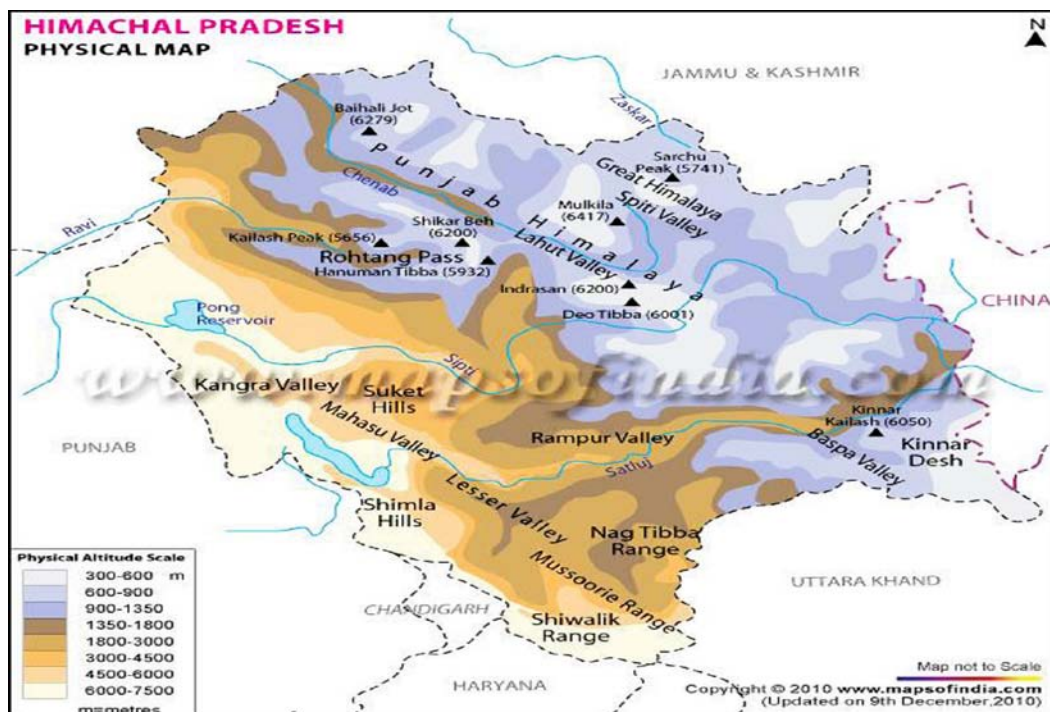 HIMACHAL PRADESH
PHYSICAL MAP
N
JAMMU & KASHMIR
Zaskar
Baihali Jot
(6279)
Punjab Himalaya
Chenab
Sarchu
Peak (5741)
Great Himalaya
Spiti Valley
Mulkila
(6417)
Lahut Valley
Ravi
Shikar Beh
(6200)
Kailash Peak (5656)
Rohtang Pass
Hanuman Tibba (5932)
Indrasan (6200)
Deo Tibba (6001)
CHINA
Pong
Reservoir
Sipti
www.mapsofindia.com
Kangra Valley
Suket
Hills
Mahasu Valley
Rampur Valley
Kinnar
Kailash (6050)
Kinnar
Desh
Baspa Valley
PUNJAB
Satluj
Lesser Valley
Shimla
Hills
Nag Tibba
Range
Mussoorie Range
Shiwalik
Range
UTTARA KHAND
CHANDIGARH
HARYANA
Physical Altitude Scale
300-600 m
600-900
900-1350
1350-1800
1800-3000
3000-4500
4500-6000
6000-7500
m=metres
Map not to Scale
Copyright © 2010 www.mapsofindia.com
(Updated on 9th December,2010)